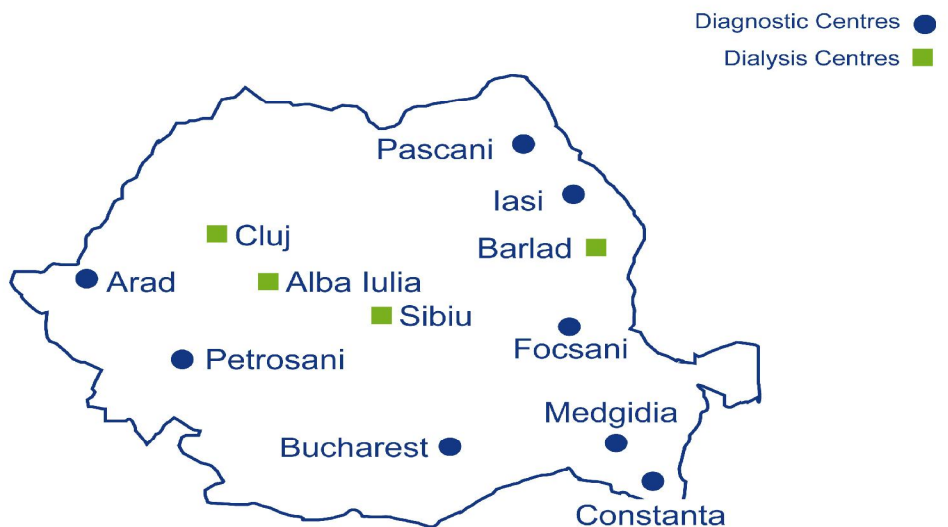 Diagnostic Centres
Dialysis Centres
Pascani
Iasi
Cluj
Barlad
Arad
Alba Iulia
Sibiu
Focsani
Petrosani
Medgidia
Bucharest
Constanta